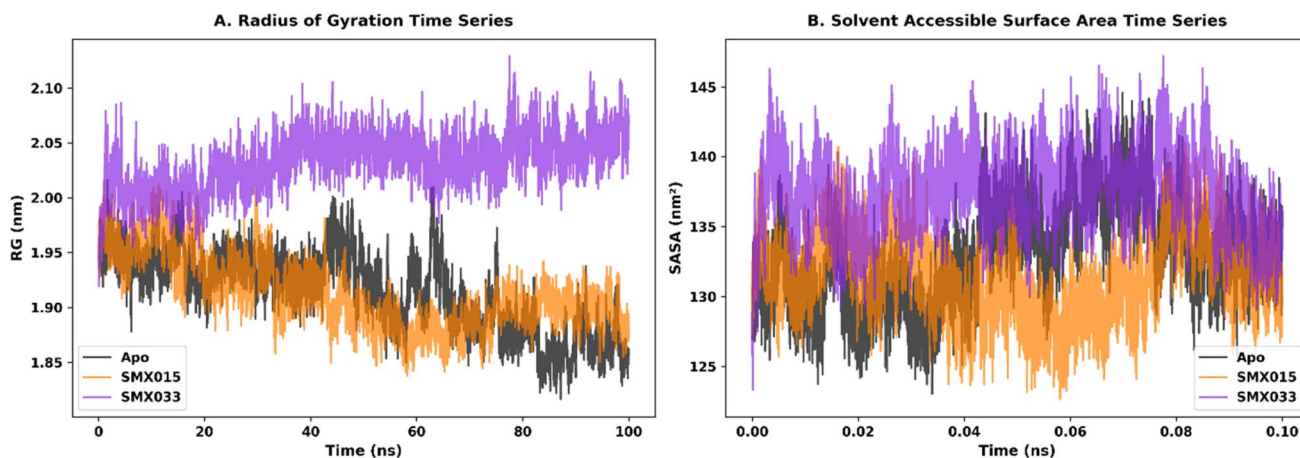 A. Radius of Gyration Time Series
2.10
2.05
2.00
1.95
1.90
1.85
RG (nm)
Apo
SMX015
SMX033
0
20
40
60
80
100
Time (ns)
B. Solvent Accessible Surface Area Time Series
145
140
135
130
125
SASA (nm²)
Apo
SMX015
SMX033
0.00
0.02
0.04
0.06
0.08
0.10
Time (ns)